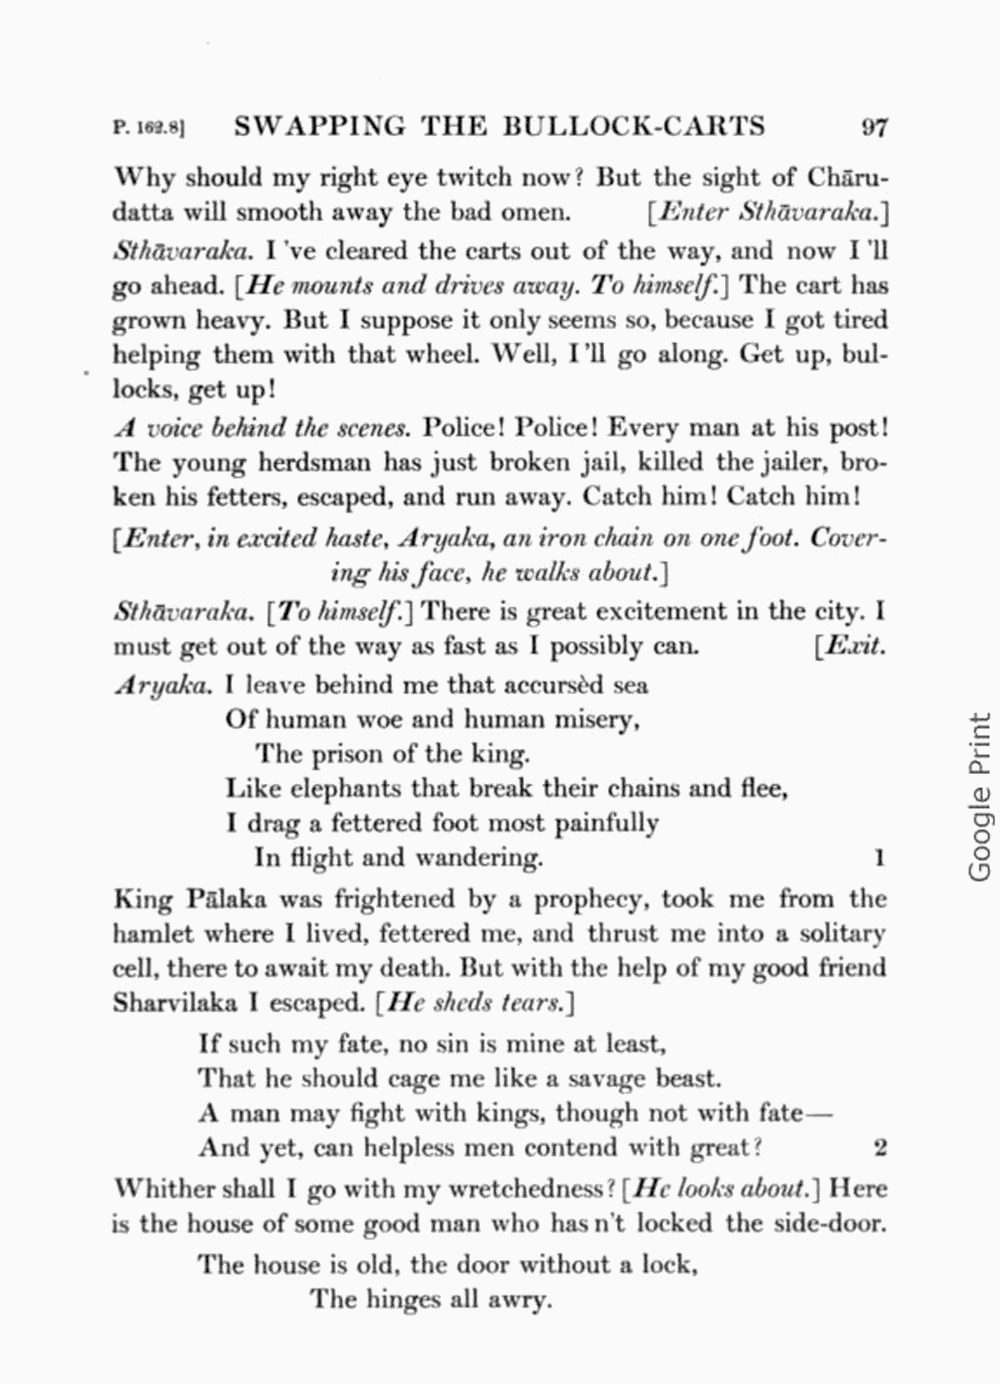 P. 162.8] SWAPPING THE BULLOCK-CARTS 97
Why should my right eye twitch now? But the sight of Chāru-
datta will smooth away the bad omen. [Enter Sthāvaraka.]
Sthāvaraka. I 've cleared the carts out of the way, and now I 'll
go ahead. [He mounts and drives away. To himself.] The cart has
grown heavy. But I suppose it only seems so, because I got tired
helping them with that wheel. Well, I 'll go along. Get up, bul-
locks, get up!
A voice behind the scenes. Police! Police! Every man at his post!
The young herdsman has just broken jail, killed the jailer, bro-
ken his fetters, escaped, and run away. Catch him! Catch him!
[Enter, in excited haste, Aryaka, an iron chain on one foot. Cover-
ing his face, he walks about.]
Sthāvaraka. [To himself.] There is great excitement in the city. I
must get out of the way as fast as I possibly can. [Exit.
Aryaka. I leave behind me that accursèd sea
Of human woe and human misery,
The prison of the king.
Like elephants that break their chains and flee,
I drag a fettered foot most painfully
In flight and wandering. 1
King Pālaka was frightened by a prophecy, took me from the
hamlet where I lived, fettered me, and thrust me into a solitary
cell, there to await my death. But with the help of my good friend
Sharvilaka I escaped. [He sheds tears.]
If such my fate, no sin is mine at least,
That he should cage me like a savage beast.
A man may fight with kings, though not with fate—
And yet, can helpless men contend with great? 2
Whither shall I go with my wretchedness? [He looks about.] Here
is the house of some good man who has n't locked the side-door.
The house is old, the door without a lock,
The hinges all awry.
Google Print